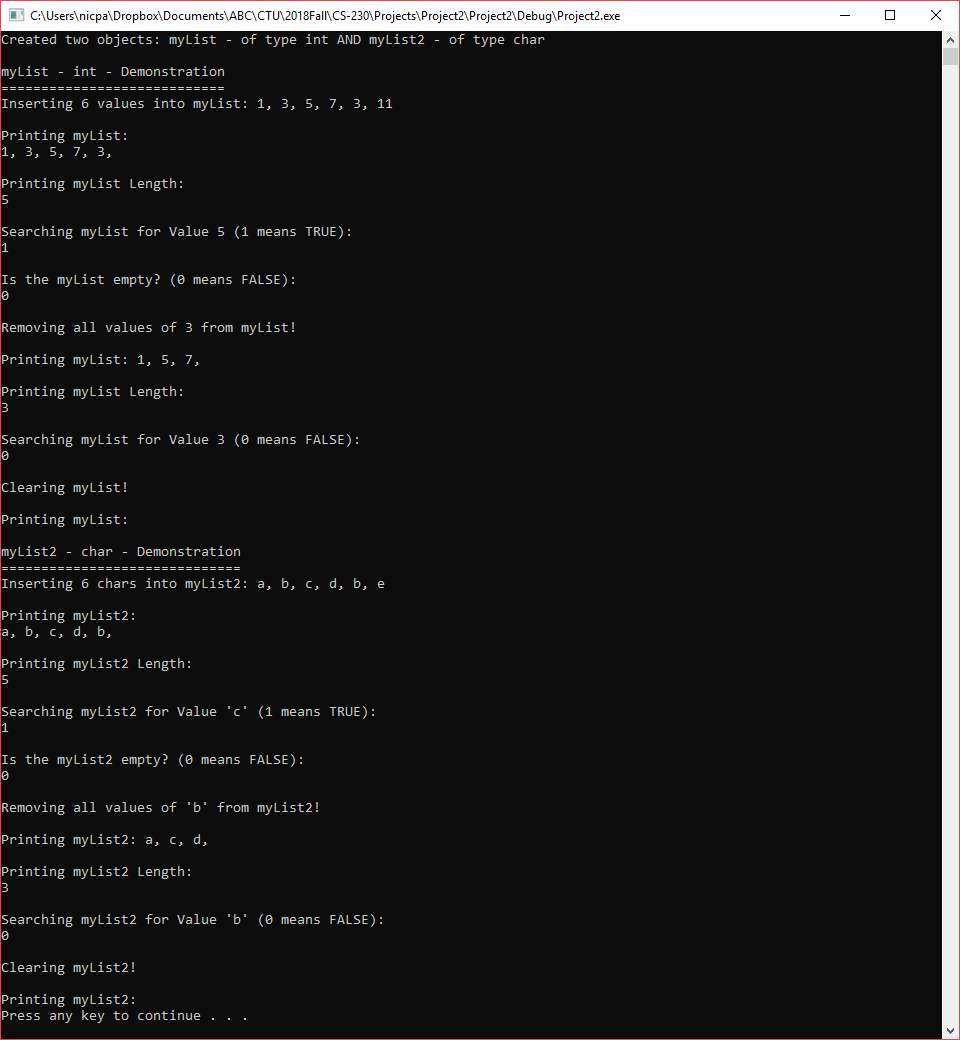 C:\Users\nicpa\Dropbox\Documents\ABC\CTU\2018Fall\CS-230\Projects\Project2\Project2\Debug\Project2.exe
Created two objects: myList - of type int AND myList2 - of type char
myList - int - Demonstration
============================
Inserting 6 values into myList: 1, 3, 5, 7, 3, 11
Printing myList:
1, 3, 5, 7, 3,
Printing myList Length:
5
Searching myList for Value 5 (1 means TRUE):
1
Is the myList empty? (0 means FALSE):
0
Removing all values of 3 from myList!
Printing myList: 1, 5, 7,
Printing myList Length:
3
Searching myList for Value 3 (0 means FALSE):
0
Clearing myList!
Printing myList:
myList2 - char - Demonstration
==============================
Inserting 6 chars into myList2: a, b, c, d, b, e
Printing myList2:
a, b, c, d, b,
Printing myList2 Length:
5
Searching myList2 for Value 'c' (1 means TRUE):
1
Is the myList2 empty? (0 means FALSE):
0
Removing all values of 'b' from myList2!
Printing myList2: a, c, d,
Printing myList2 Length:
3
Searching myList2 for Value 'b' (0 means FALSE):
0
Clearing myList2!
Printing myList2:
Press any key to continue . . .